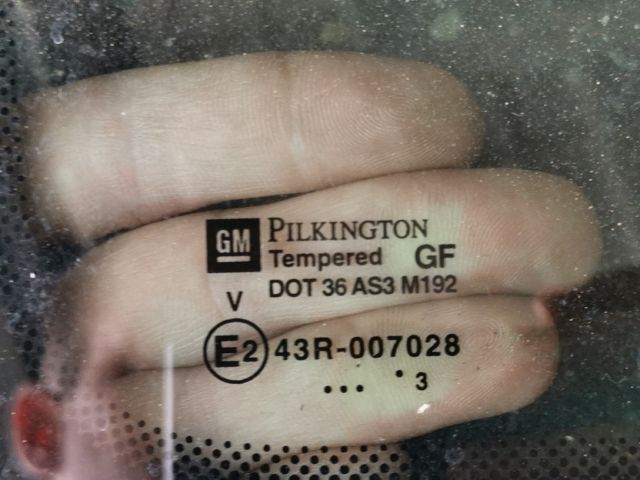 GM PILKINGTON
Tempered GF
DOT 36 AS3 M192
V
E2 43R-007028
... . 3